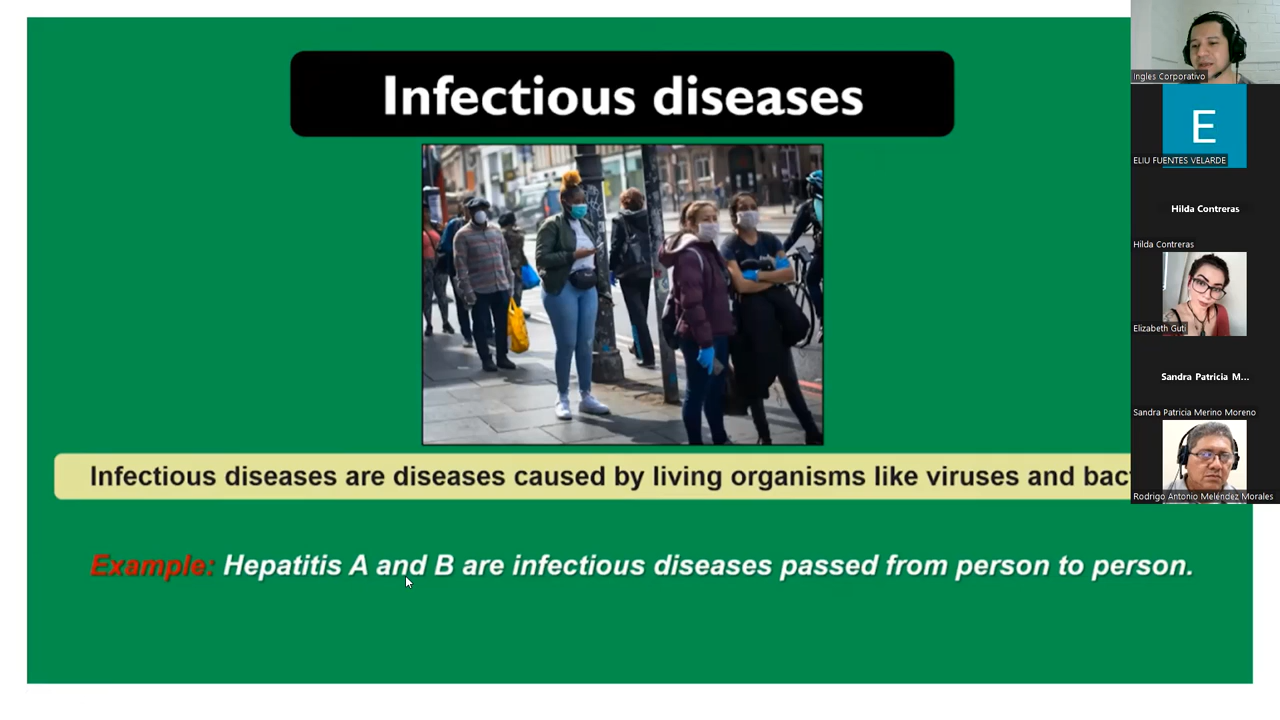 Infectious diseases
Infectious diseases are diseases caused by living organisms like viruses and
Example: Hepatitis A and B are infectious diseases passed from person to person.
Ingles Corporativo
E
ELIU FUENTES VELARDE
Hilda Contreras
Hilda Contreras
Elizabeth Guti
Sandra Patricia M...
Sandra Patricia Merino Moreno
Rodrigo Antonio Meléndez Morales